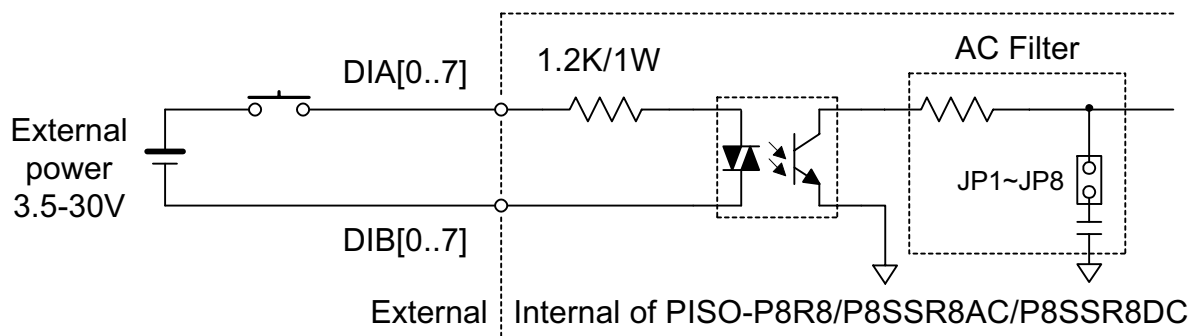 AC Filter
1.2K/1W
DIA[0..7]
External
power
3.5-30V
JP1~JP8
DIB[0..7]
External
Internal of PISO-P8R8/P8SSR8AC/P8SSR8DC